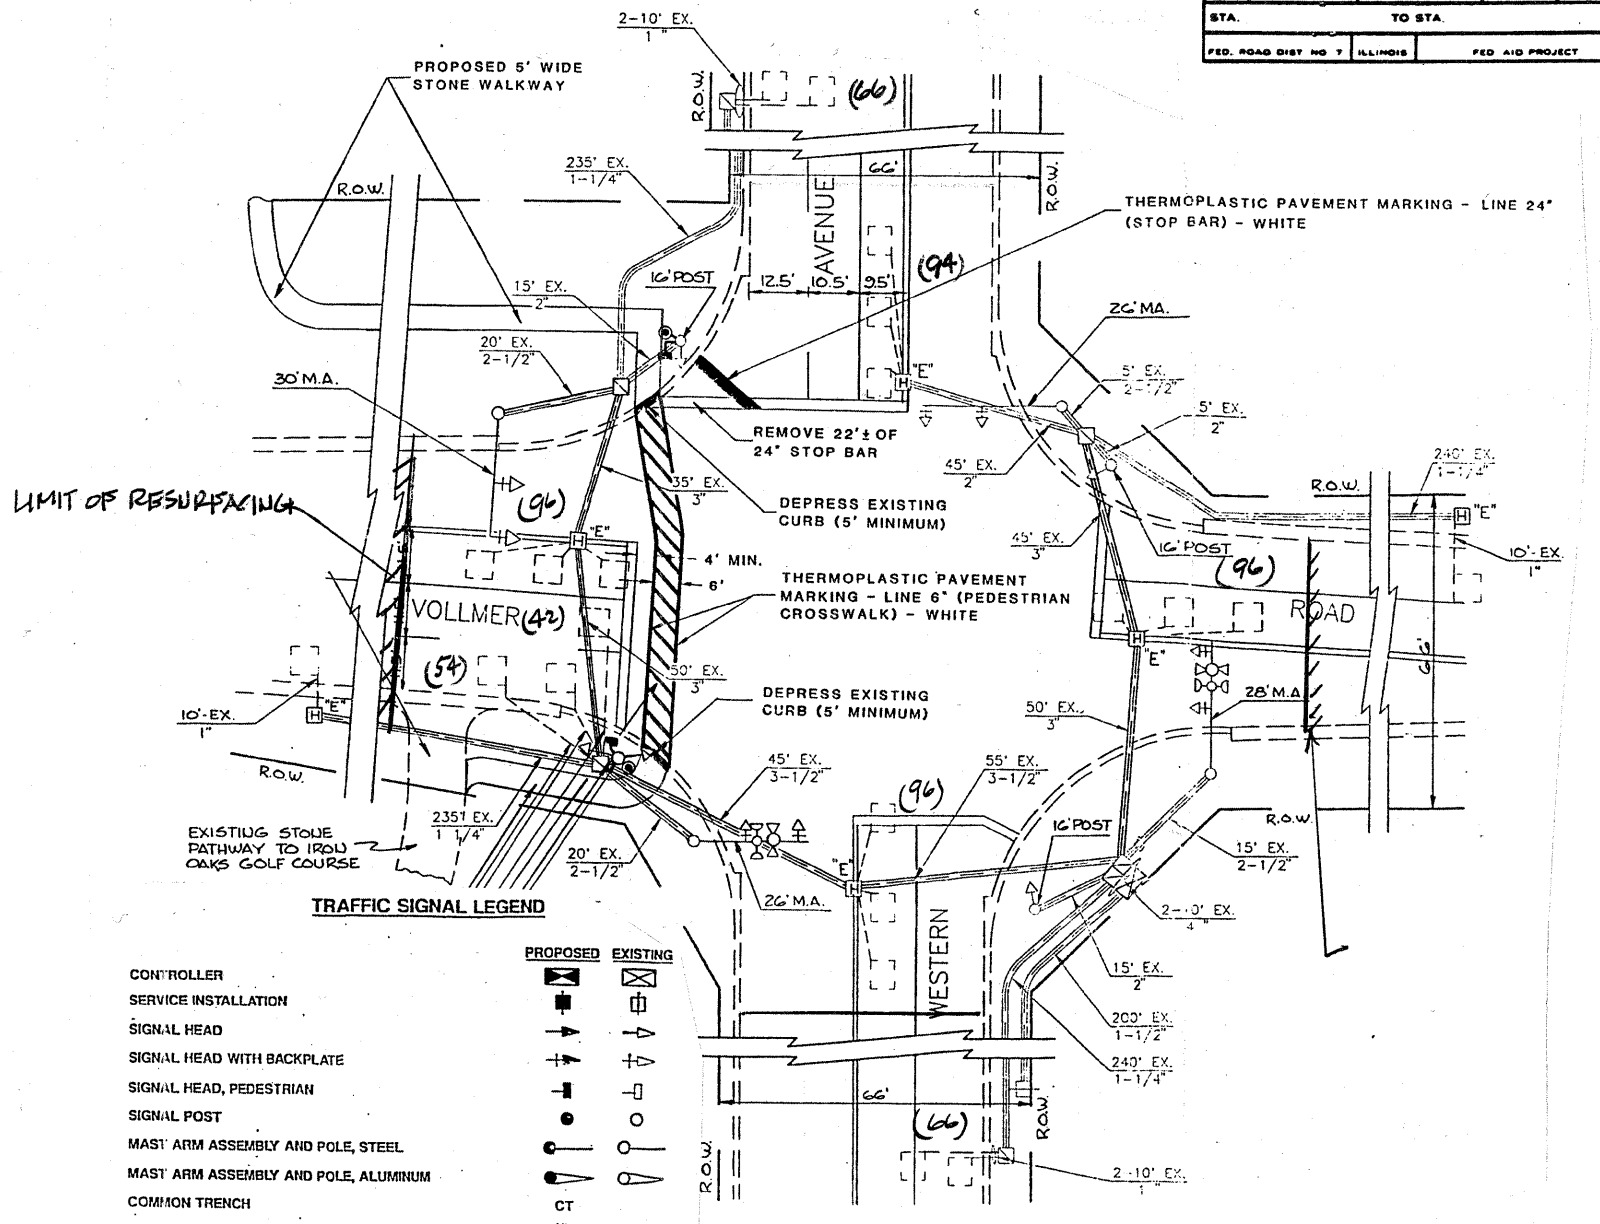 STA. TO STA.
FED. ROAD DIST NO 7 ILLINOIS FED AID PROJECT
2-10' EX.
1"
PROPOSED 5' WIDE
STONE WALKWAY
R.O.W.
(66)
235' EX.
1-1/4"
66'
R.O.W.
R.O.W.
AVENUE
THERMOPLASTIC PAVEMENT MARKING - LINE 24"
(STOP BAR) - WHITE
(94)
16' POST
12.5' 10.5' 9.5'
15' EX.
2"
26' M.A.
20' EX.
2-1/2"
30' M.A.
"E"
5' EX.
2-1/2"
5' EX.
2"
REMOVE 22'± OF
24" STOP BAR
45' EX.
2"
240' EX.
1-1/4"
R.O.W.
35' EX.
3"
LIMIT OF RESURFACING
(96)
DEPRESS EXISTING
CURB (5' MINIMUM)
"E"
"E"
45' EX.
3"
16' POST
10'-EX.
1"
4' MIN.
6'
(96)
THERMOPLASTIC PAVEMENT
MARKING - LINE 6" (PEDESTRIAN
CROSSWALK) - WHITE
VOLLMER (42)
ROAD
66'
(54)
50' EX.
3"
"E"
28' M.A.
DEPRESS EXISTING
CURB (5' MINIMUM)
10'-EX.
1"
"E"
50' EX.
3"
R.O.W.
45' EX.
3-1/2"
55' EX.
3-1/2"
(96)
235' EX.
1 1/4"
16' POST
R.O.W.
EXISTING STONE
PATHWAY TO IRON
OAKS GOLF COURSE
20' EX.
2-1/2"
15' EX.
2-1/2"
"E"
26' M.A.
2-10' EX.
4"
WESTERN
15' EX.
2"
200' EX.
1-1/2"
240' EX.
1-1/4"
66'
R.O.W.
(66)
R.O.W.
2-10' EX.
1"
TRAFFIC SIGNAL LEGEND
PROPOSED EXISTING
CONTROLLER
SERVICE INSTALLATION
SIGNAL HEAD
SIGNAL HEAD WITH BACKPLATE
SIGNAL HEAD, PEDESTRIAN
SIGNAL POST
MAST ARM ASSEMBLY AND POLE, STEEL
MAST ARM ASSEMBLY AND POLE, ALUMINUM
COMMON TRENCH CT